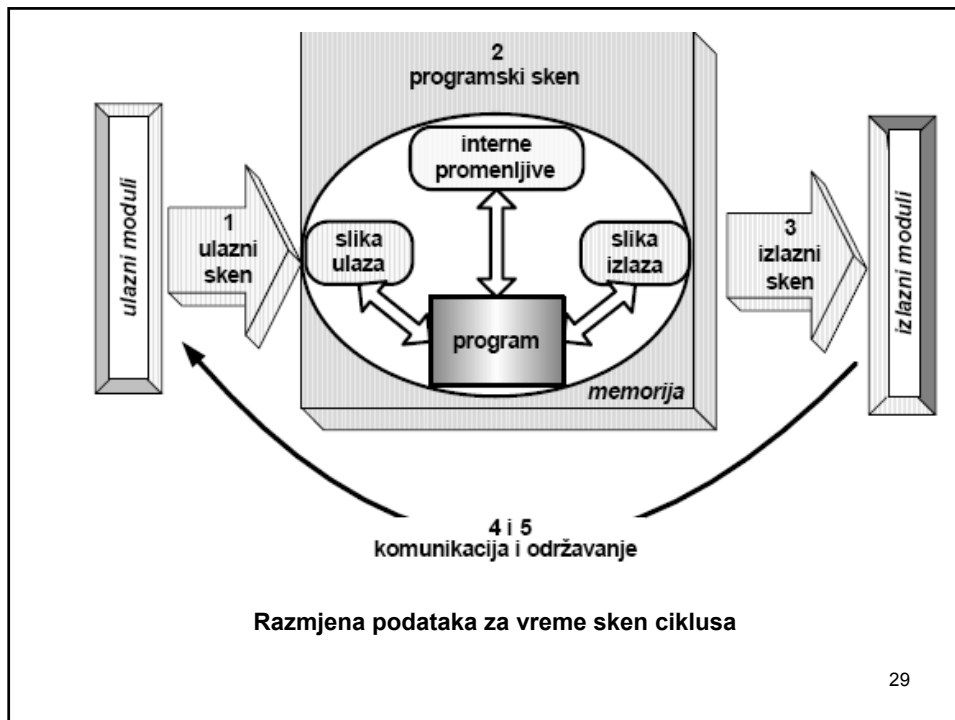 2
programski sken
interne
promenljive
ulazni moduli
1
ulazni
sken
slika
ulaza
slika
izlaza
3
izlazni
sken
izlazni moduli
program
memorija
4 i 5
komunikacija i održavanje
Razmjena podataka za vreme sken ciklusa
29